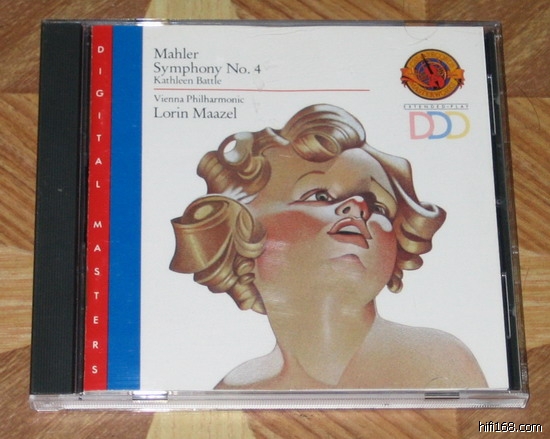 Mahler
Symphony No. 4
Kathleen Battle
Vienna Philharmonic
Lorin Maazel
EXTENDED PLAY
DDD
DIGITAL MASTERS
hifi168.com